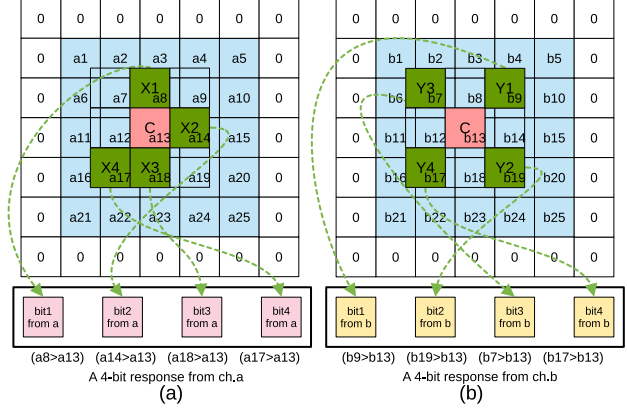 0 0 0 0 0 0 0
0 a1 a2 a3 a4 a5 0
X1
0 a6 a7 a8 a9 a10 0
C X2
0 a11 a12 a13 a14 a15 0
X4 X3
0 a16 a17 a18 a19 a20 0
0 a21 a22 a23 a24 a25 0
0 0 0 0 0 0 0
bit1 from a
bit2 from a
bit3 from a
bit4 from a
(a8>a13) (a14>a13) (a18>a13) (a17>a13)
A 4-bit response from ch.a
(a)
0 0 0 0 0 0 0
0 b1 b2 b3 b4 b5 0
Y3 Y1
0 b6 b7 b8 b9 b10 0
C
0 b11 b12 b13 b14 b15 0
Y4 Y2
0 b16 b17 b18 b19 b20 0
0 b21 b22 b23 b24 b25 0
0 0 0 0 0 0 0
bit1 from b
bit2 from b
bit3 from b
bit4 from b
(b9>b13) (b19>b13) (b7>b13) (b17>b13)
A 4-bit response from ch.b
(b)